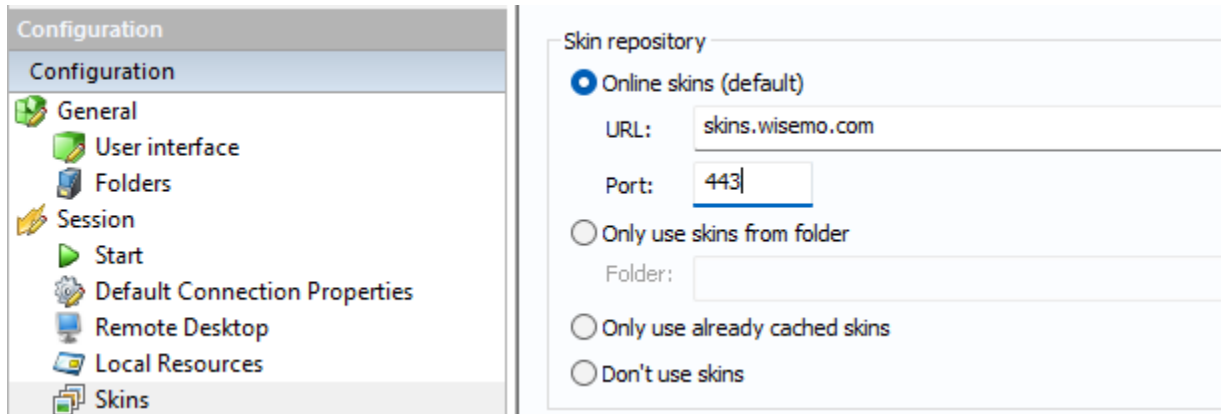 Configuration
Configuration
General
User interface
Folders
Session
Start
Default Connection Properties
Remote Desktop
Local Resources
Skins
Skin repository
Online skins (default)
URL: skins.wisemo.com
Port: 443
Only use skins from folder
Folder:
Only use already cached skins
Don't use skins